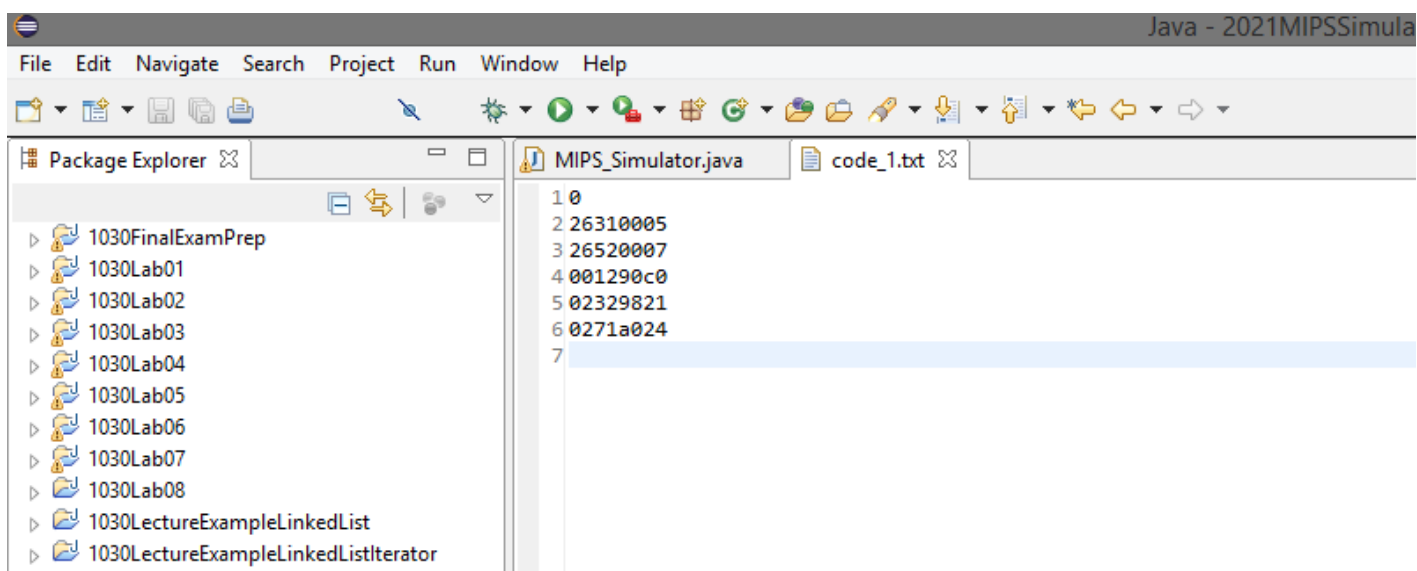 Java - 2021MIPSSimula
File Edit Navigate Search Project Run Window Help
Package Explorer
MIPS_Simulator.java code_1.txt
1 0
2 26310005
3 26520007
4 001290c0
5 02329821
6 0271a024
7
1030FinalExamPrep
1030Lab01
1030Lab02
1030Lab03
1030Lab04
1030Lab05
1030Lab06
1030Lab07
1030Lab08
1030LectureExampleLinkedList
1030LectureExampleLinkedListIterator